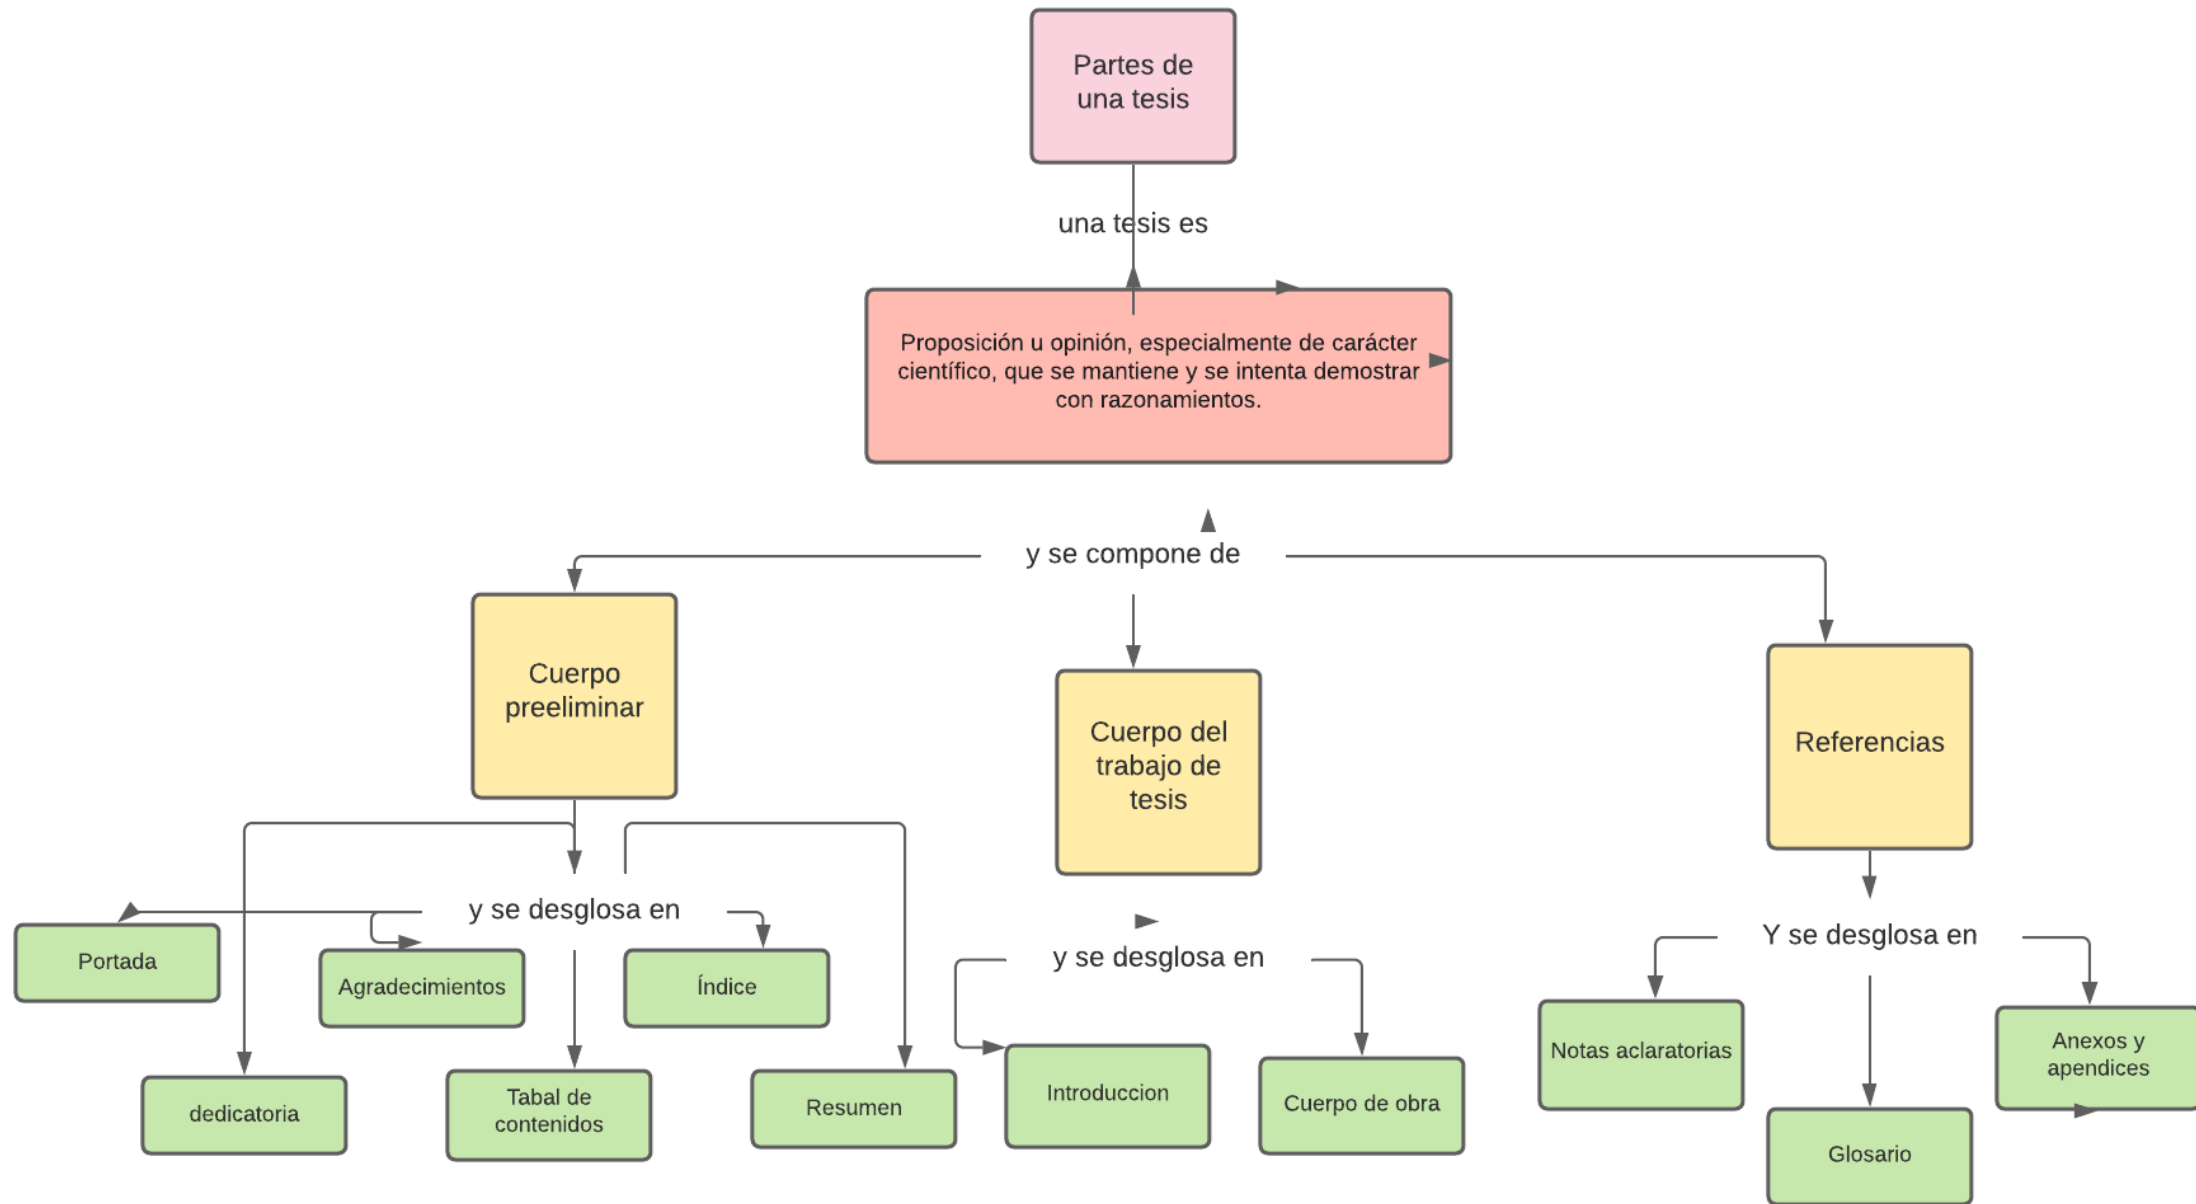 Partes de
una tesis
una tesis es
Proposición u opinión, especialmente de carácter
científico, que se mantiene y se intenta demostrar
con razonamientos.
y se compone de
Cuerpo
preeliminar
Cuerpo del
trabajo de
tesis
Referencias
y se desglosa en
y se desglosa en
Y se desglosa en
Portada
Agradecimientos
Índice
dedicatoria
Tabal de
contenidos
Resumen
Introduccion
Cuerpo de obra
Notas aclaratorias
Glosario
Anexos y
apendices